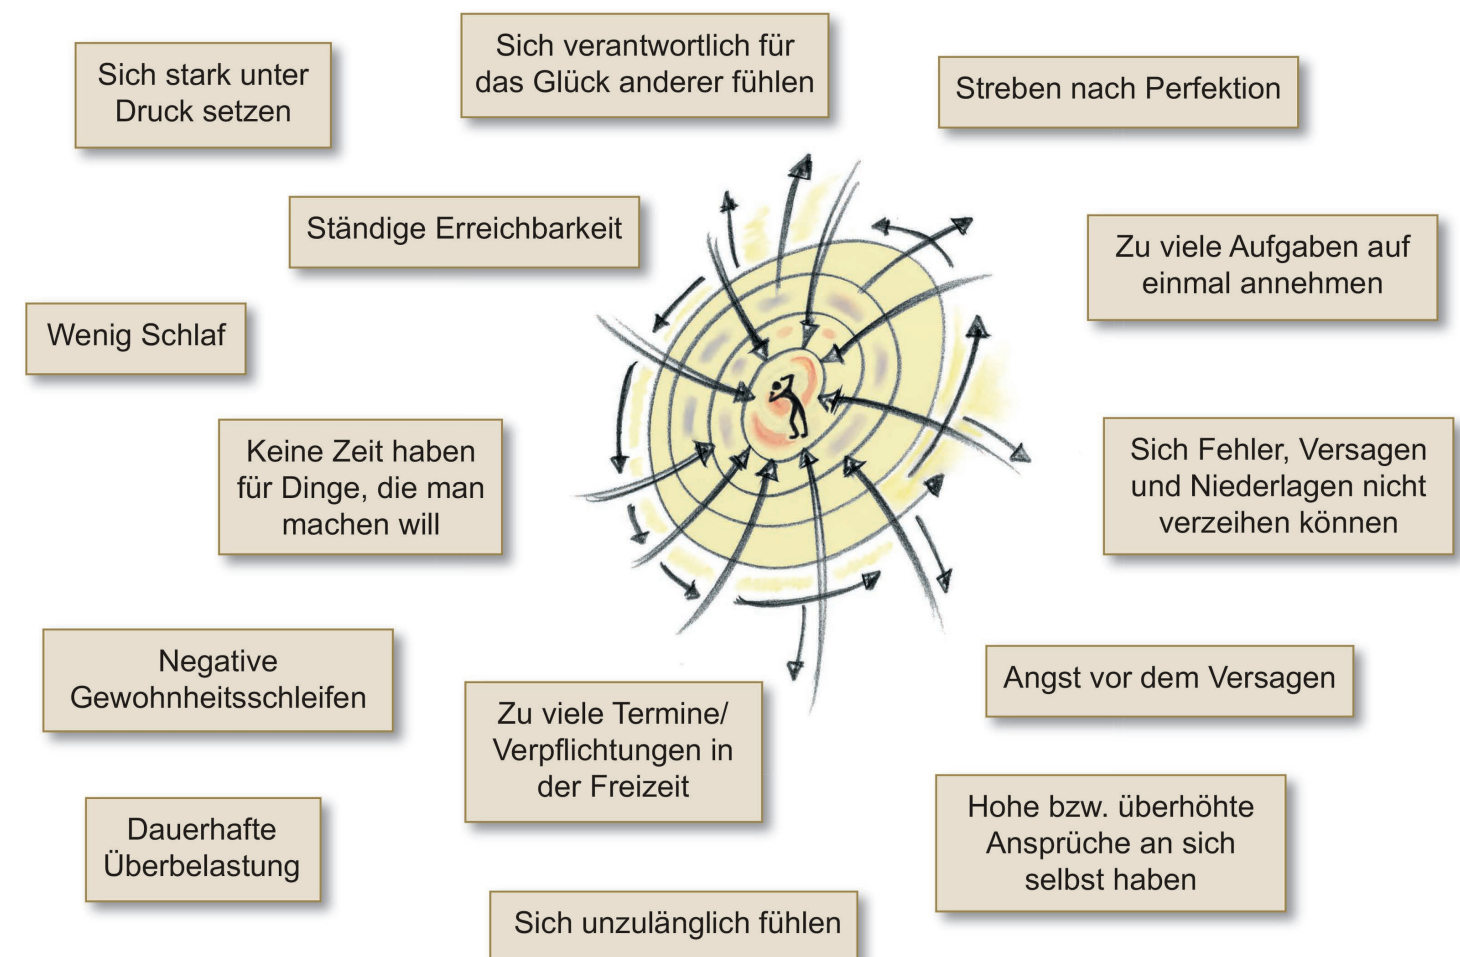 Sich stark unter
Druck setzen
Sich verantwortlich für
das Glück anderer fühlen
Streben nach Perfektion
Ständige Erreichbarkeit
Zu viele Aufgaben auf
einmal annehmen
Wenig Schlaf
Keine Zeit haben
für Dinge, die man
machen will
Sich Fehler, Versagen
und Niederlagen nicht
verzeihen können
Negative
Gewohnheitsschleifen
Zu viele Termine/
Verpflichtungen in
der Freizeit
Angst vor dem Versagen
Dauerhafte
Überbelastung
Hohe bzw. überhöhte
Ansprüche an sich
selbst haben
Sich unzulänglich fühlen